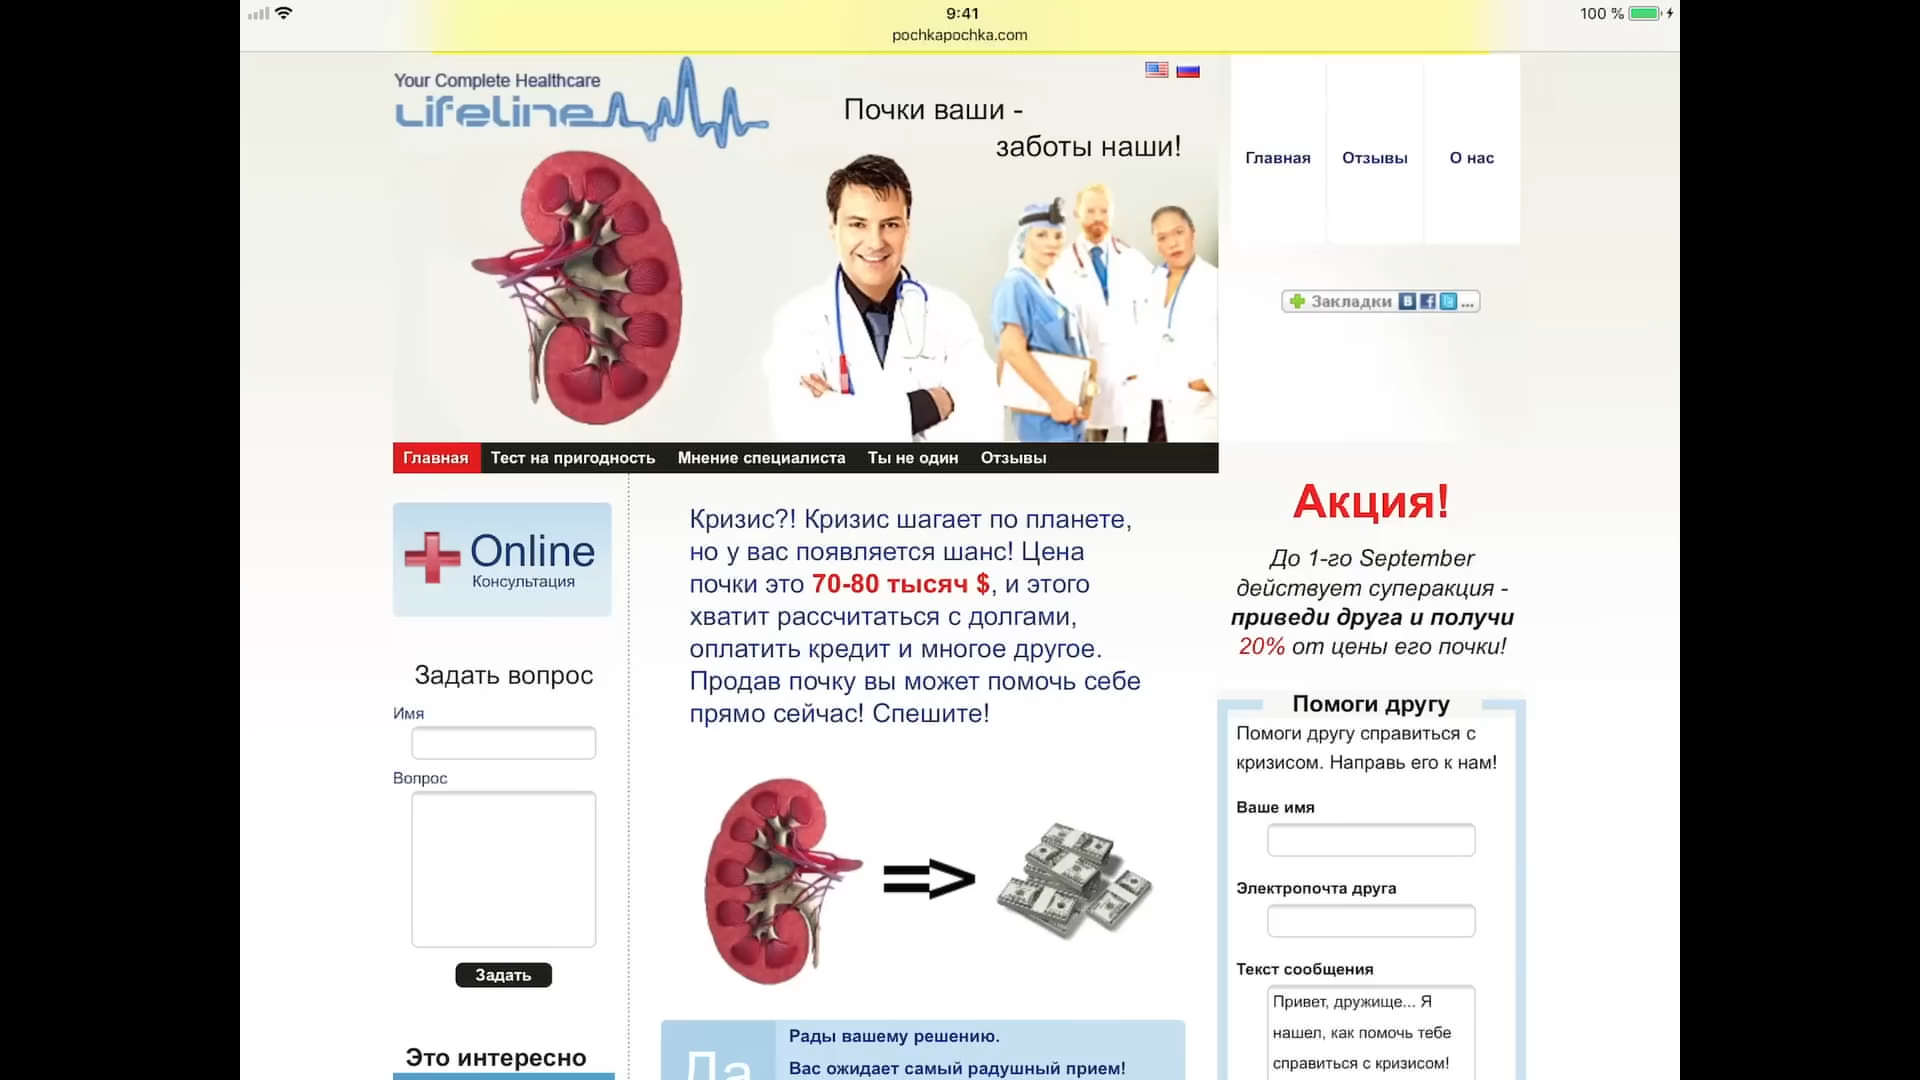 9:41
100 %
pochkapochka.com
Your Complete Healthcare
Lifeline
Почки ваши -
заботы наши!
Главная
Отзывы
О нас
Закладки
Главная
Тест на пригодность
Мнение специалиста
Ты не один
Отзывы
Online
Консультация
Задать вопрос
Имя
Вопрос
Задать
Это интересно
Кризис?! Кризис шагает по планете,
но у вас появляется шанс! Цена
почки это 70-80 тысяч $, и этого
хватит рассчитаться с долгами,
оплатить кредит и многое другое.
Продав почку вы может помочь себе
прямо сейчас! Спешите!
=>
Да
Рады вашему решению.
Вас ожидает самый радушный прием!
Акция!
До 1-го September
действует суперакция -
приведи друга и получи
20% от цены его почки!
Помоги другу
Помоги другу справиться с
кризисом. Направь его к нам!
Ваше имя
Электропочта друга
Текст сообщения
Привет, дружище... Я
нашел, как помочь тебе
справиться с кризисом!